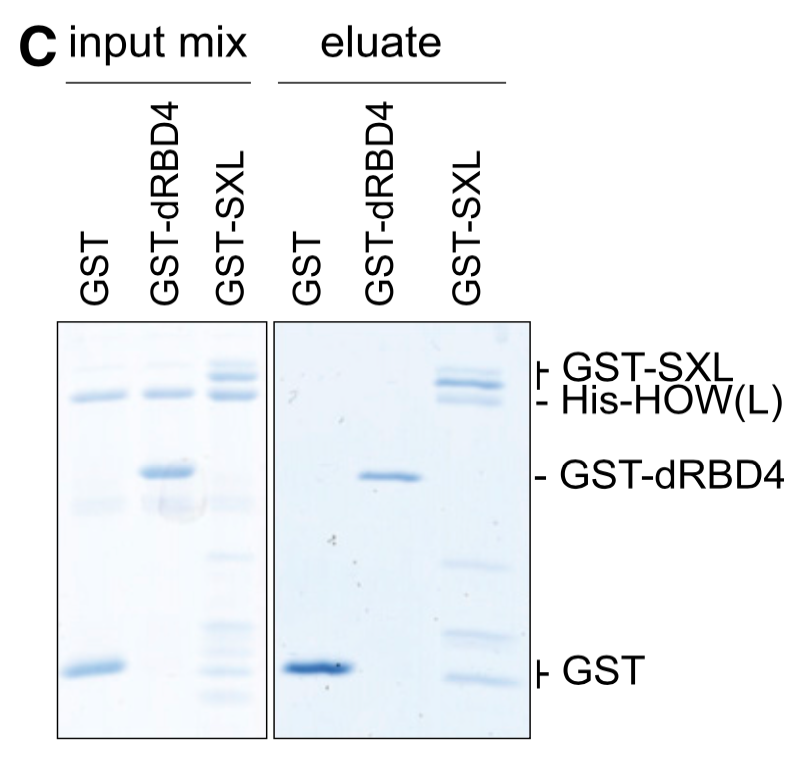 C input mix eluate
GST GST-dRBD4 GST-SXL GST GST-dRBD4 GST-SXL
GST-SXL
- His-HOW(L)
- GST-dRBD4
GST